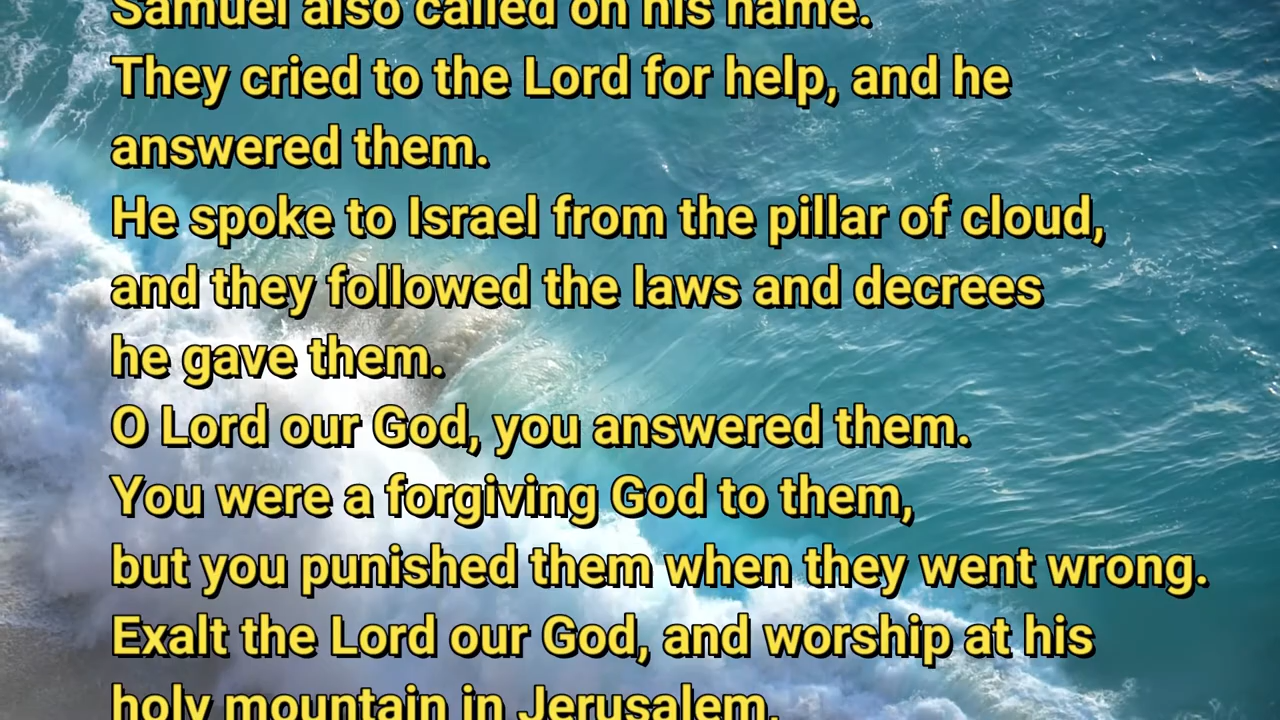 Samuel also called on his name.
They cried to the Lord for help, and he
answered them.
He spoke to Israel from the pillar of cloud,
and they followed the laws and decrees
he gave them.
O Lord our God, you answered them.
You were a forgiving God to them,
but you punished them when they went wrong.
Exalt the Lord our God, and worship at his
holy mountain in Jerusalem,